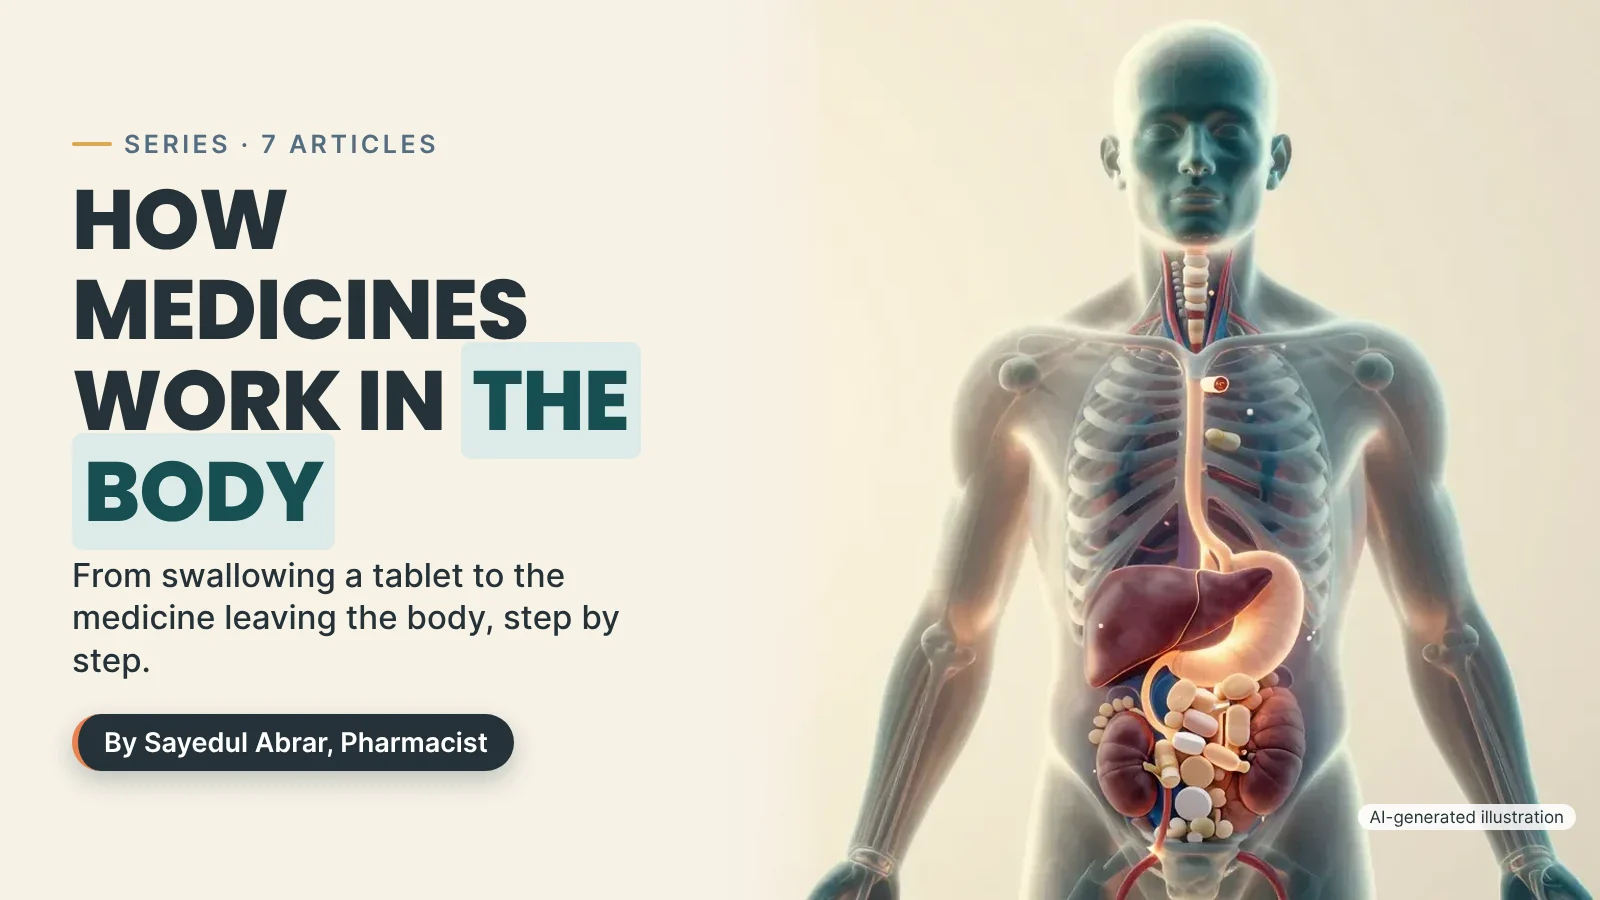 SERIES · 7 ARTICLES
HOW
MEDICINES
WORK IN THE
BODY
From swallowing a tablet to the
medicine leaving the body, step by
step.
By Sayedul Abrar, Pharmacist
AI-generated illustration